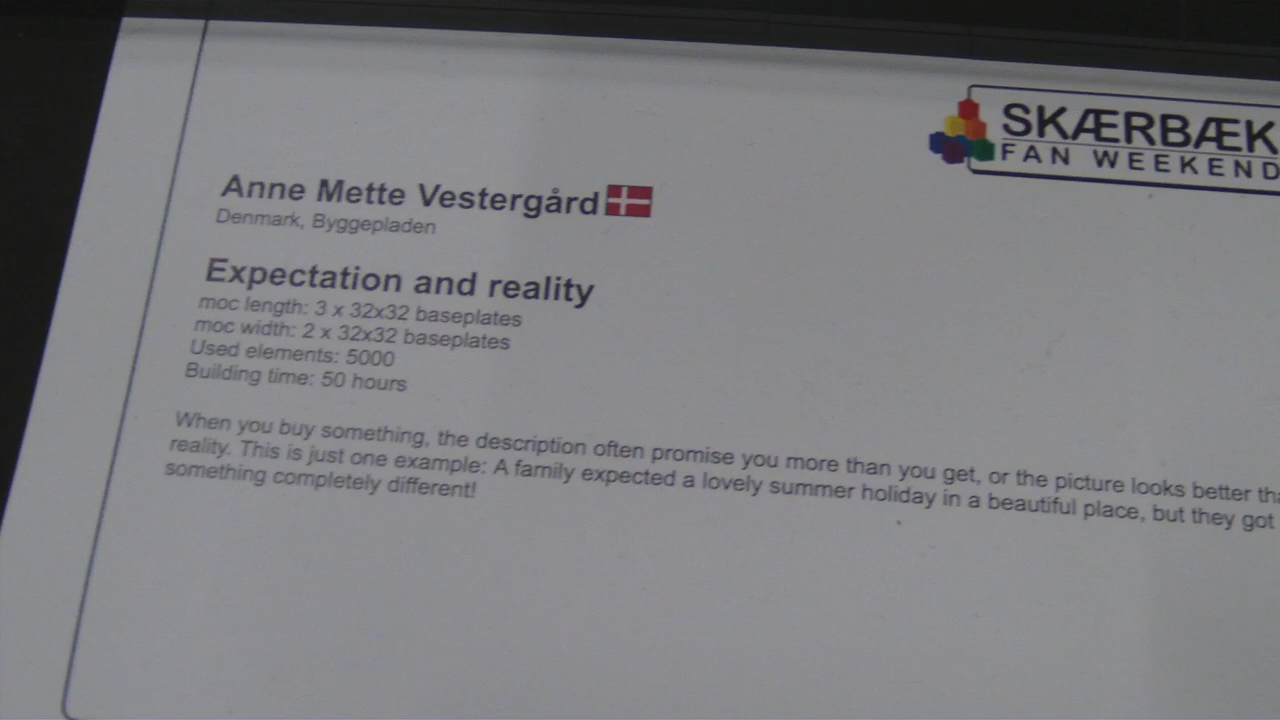 SKÆRBÆK
FAN WEEKEND
Anne Mette Vestergård
Denmark, Byggepladen
Expectation and reality
moc length: 3 x 32x32 baseplates
moc width: 2 x 32x32 baseplates
Used elements: 5000
Building time: 50 hours
When you buy something, the description often promise you more than you get, or the picture looks better
reality. This is just one example: A family expected a lovely summer holiday in a beautiful place, but they got
something completely different!